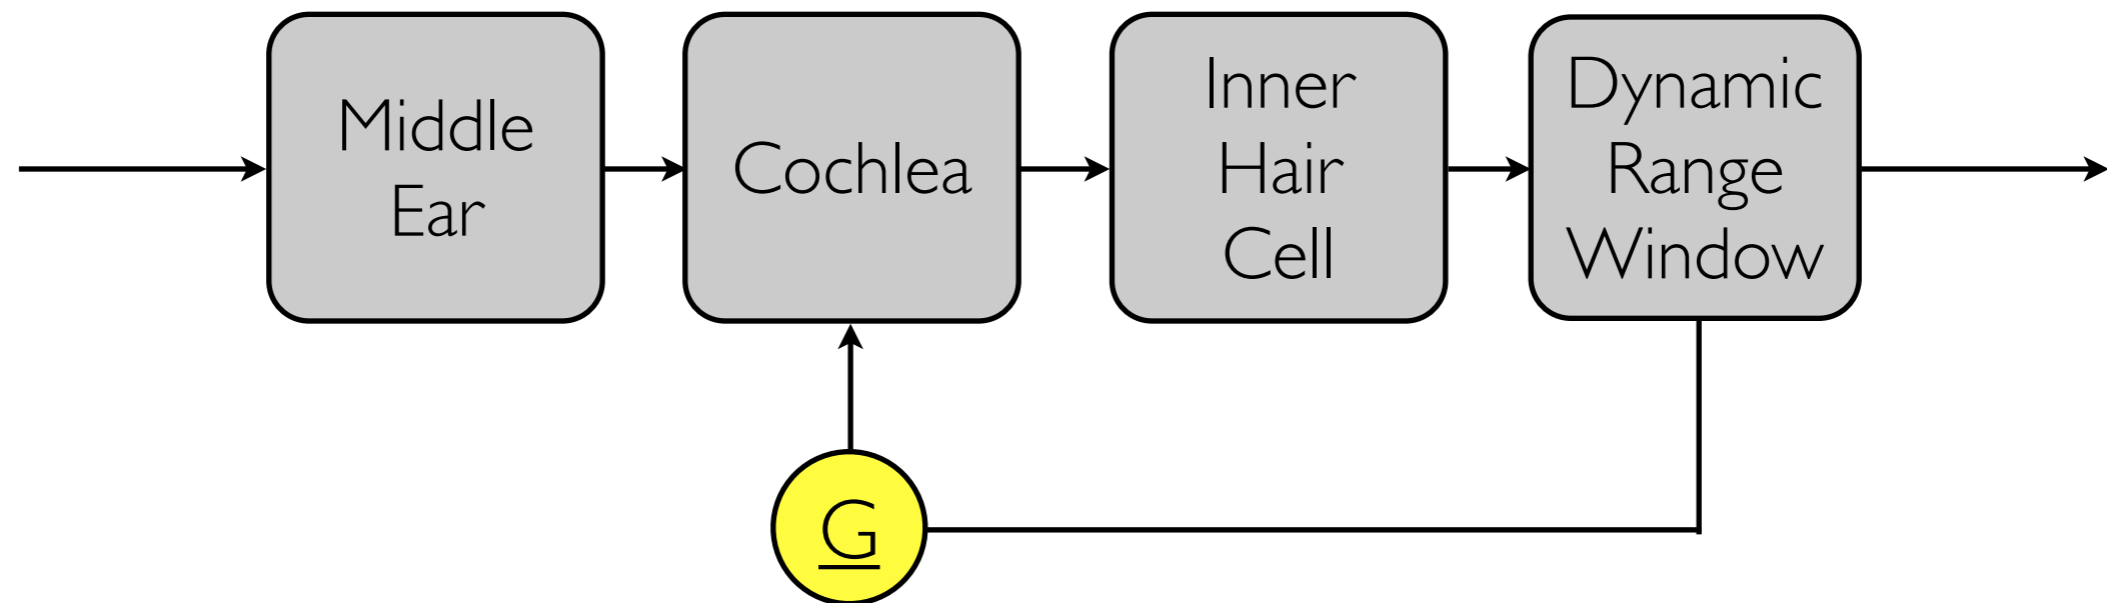 Middle
Ear
Cochlea
Inner
Hair
Cell
Dynamic
Range
Window
G